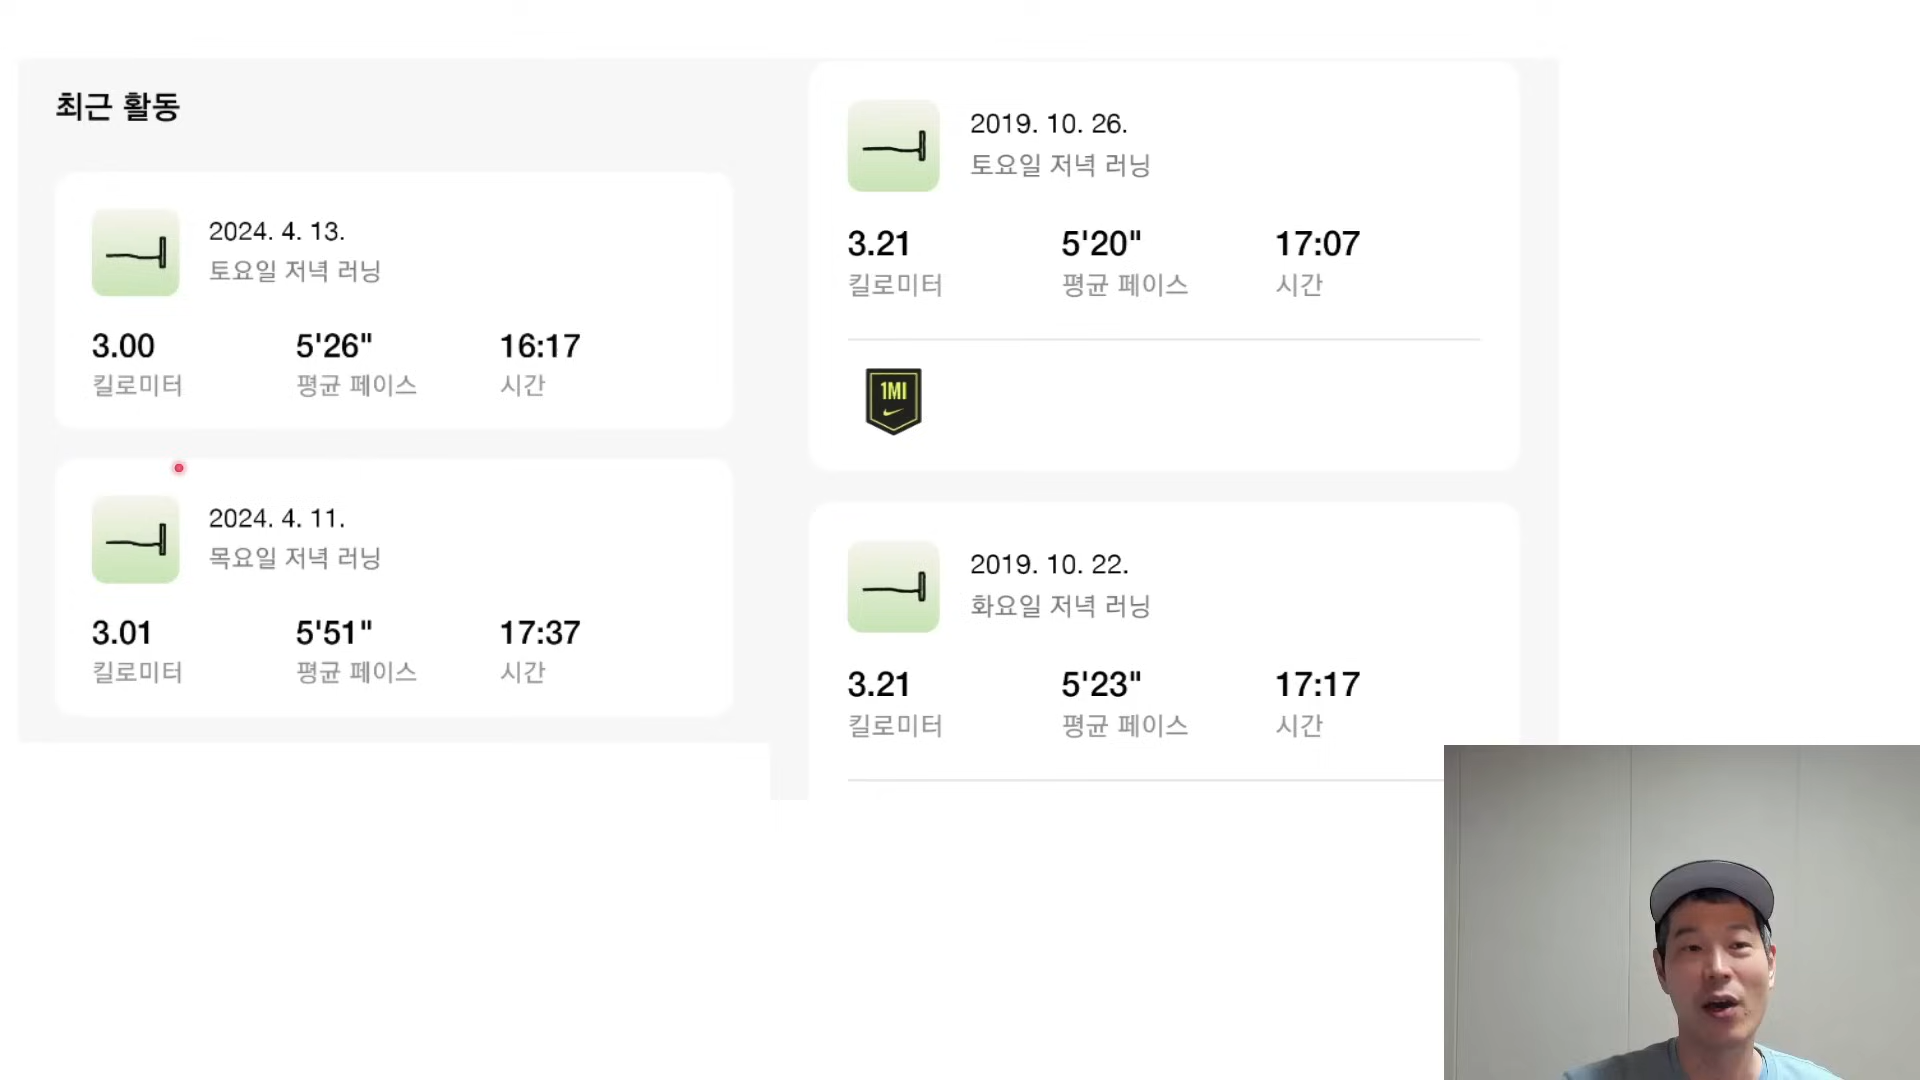 최근 활동
2024. 4. 13.
토요일 저녁 러닝
3.00 5'26" 16:17
킬로미터 평균 페이스 시간
2024. 4. 11.
목요일 저녁 러닝
3.01 5'51" 17:37
킬로미터 평균 페이스 시간
2019. 10. 26.
토요일 저녁 러닝
3.21 5'20" 17:07
킬로미터 평균 페이스 시간
1MI
2019. 10. 22.
화요일 저녁 러닝
3.21 5'23" 17:17
킬로미터 평균 페이스 시간